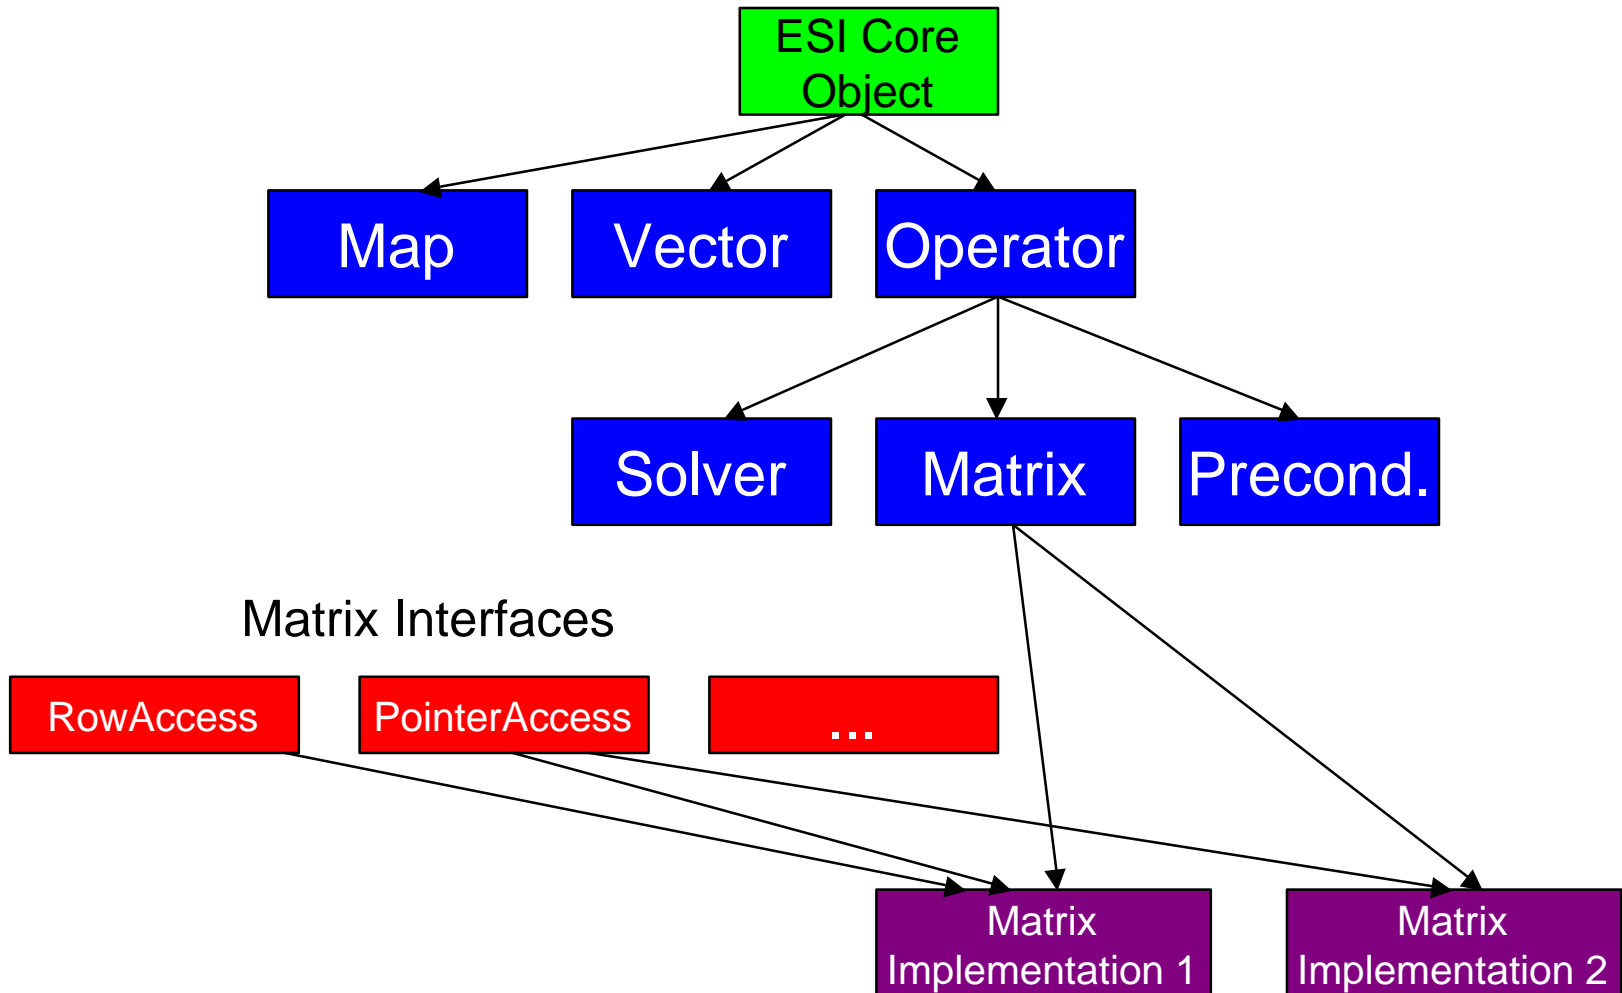 ESI Core
Object
Map
Vector
Operator
Solver
Matrix
Precond.
Matrix Interfaces
RowAccess
PointerAccess
...
Matrix
Implementation 1
Matrix
Implementation 2